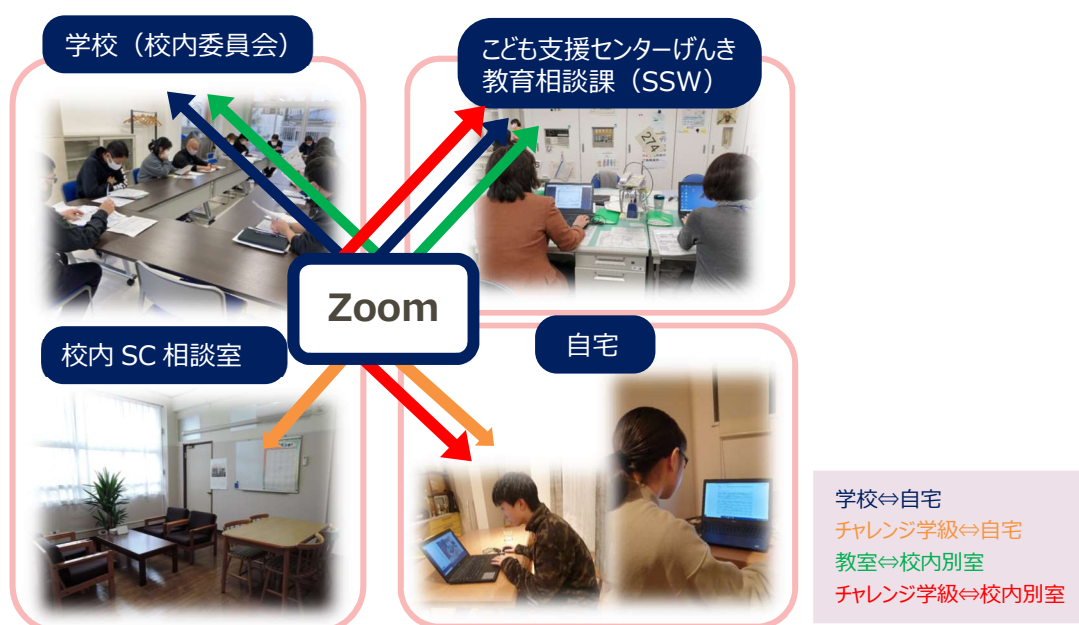 学校（校内委員会）
こども支援センターげんき
教育相談課（SSW）
274
Zoom
校内 SC 相談室
自宅
学校⇔自宅
チャレンジ学級⇔自宅
教室⇔校内別室
チャレンジ学級⇔校内別室